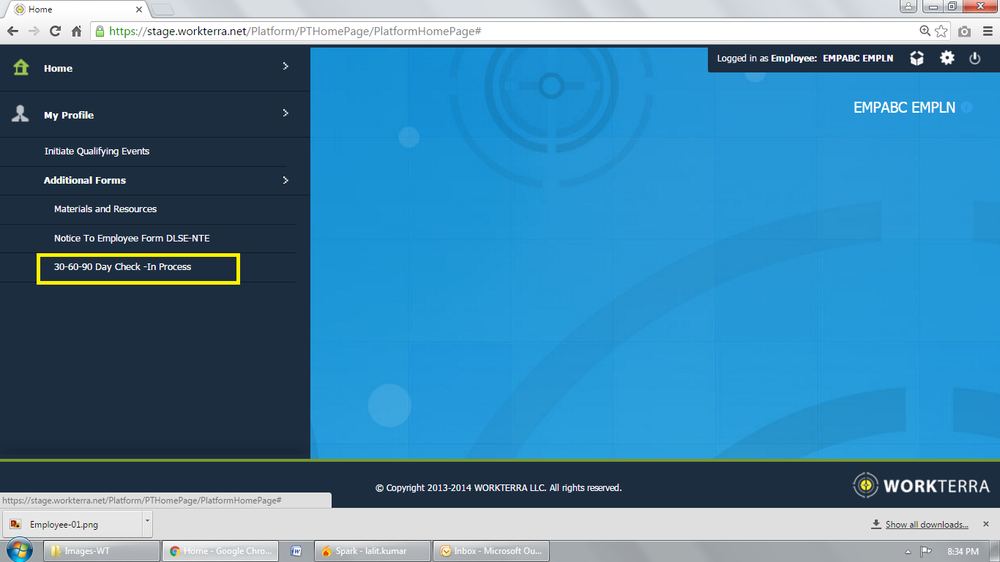 Home
https://stage.workterra.net/Platform/PTHomePage/PlatformHomePage#
Home
Logged in as Employee: EMPABC EMPLN
My Profile
EMPABC EMPLN
Initiate Qualifying Events
Additional Forms
Materials and Resources
Notice To Employee Form DLSE-NTE
30-60-90 Day Check -In Process
© Copyright 2013-2014 WORKTERRA LLC. All rights reserved.
WORKTERRA
https://stage.workterra.net/Platform/PTHomePage/PlatformHomePage#
Employee-01.png
Show all downloads...
Images-WT
Home - Google Chro...
Spark - lalit.kumar
Inbox - Microsoft Ou...
8:34 PM